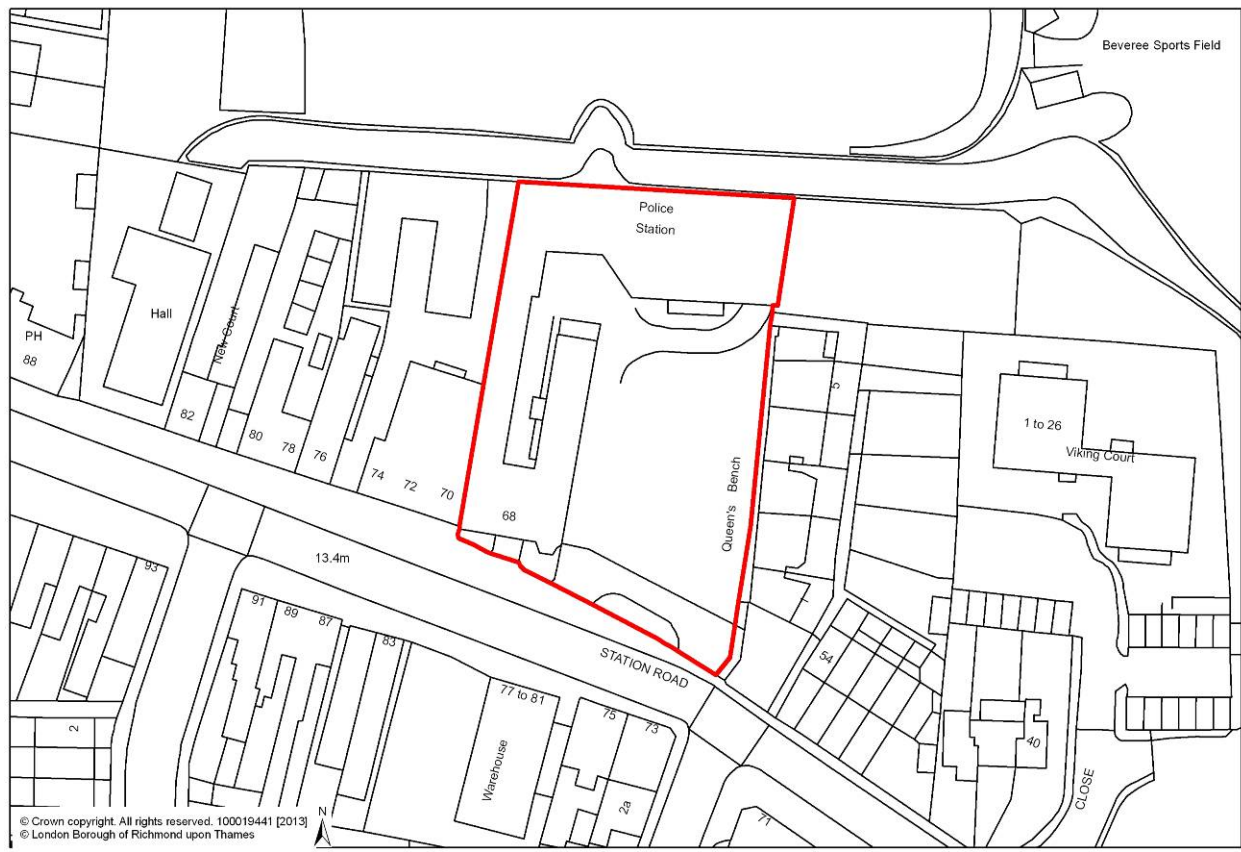 Beveree Sports Field
Police
Station
Hall
New Court
PH
88
82
80
78
76
74
72
70
68
5
Queen's Bench
1 to 26
Viking Court
13.4m
93
91
89
87
83
STATION ROAD
54
77 to 81
75
73
Warehouse
2
2a
71
40
CLOSE
N
© Crown copyright. All rights reserved. 100019441 [2013]
© London Borough of Richmond upon Thames